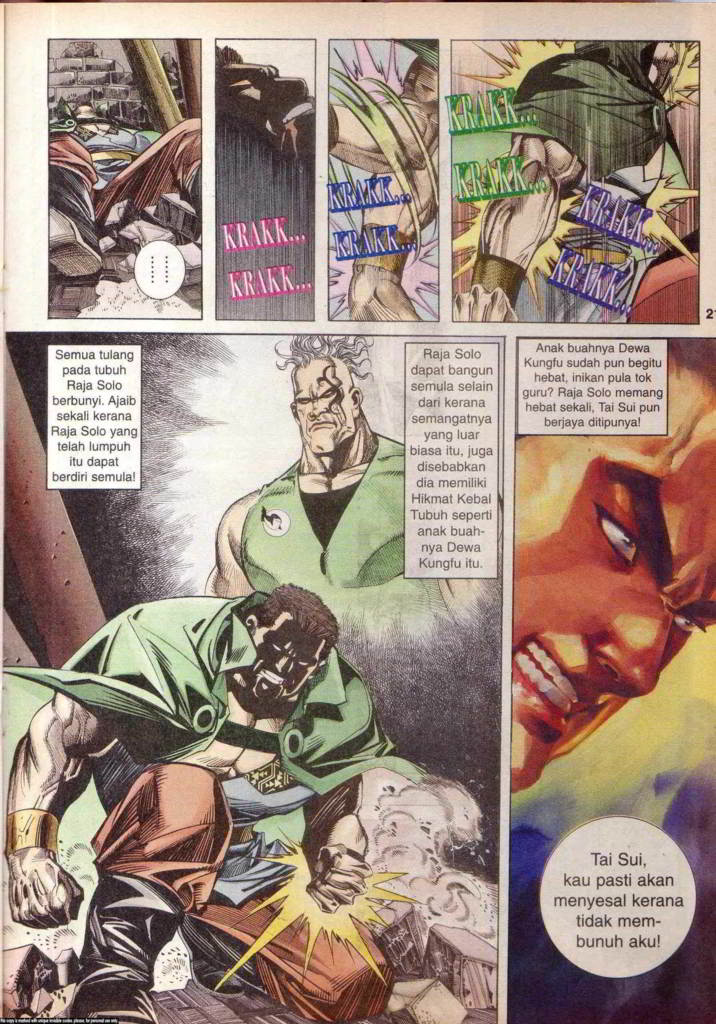 ......
KRAKK...
KRAKK...
KRAKK...
KRAKK...
KRAKK...
KRAKK...
KRAKK...
KRAKK...
Semua tulang
pada tubuh
Raja Solo
berbunyi. Ajaib
sekali kerana
Raja Solo yang
telah lumpuh
itu dapat
berdiri semula!
Raja Solo
dapat bangun
semula selain
dari kerana
semangatnya
yang luar
biasa itu, juga
disebabkan
dia memiliki
Hikmat Kebal
Tubuh seperti
anak buah-
nya Dewa
Kungfu itu.
Anak buahnya Dewa
Kungfu sudah pun begitu
hebat, inikan pula tok
guru? Raja Solo memang
hebat sekali, Tai Sui pun
berjaya ditipunya!
Tai Sui,
kau pasti akan
menyesal kerana
tidak mem-
bunuh aku!